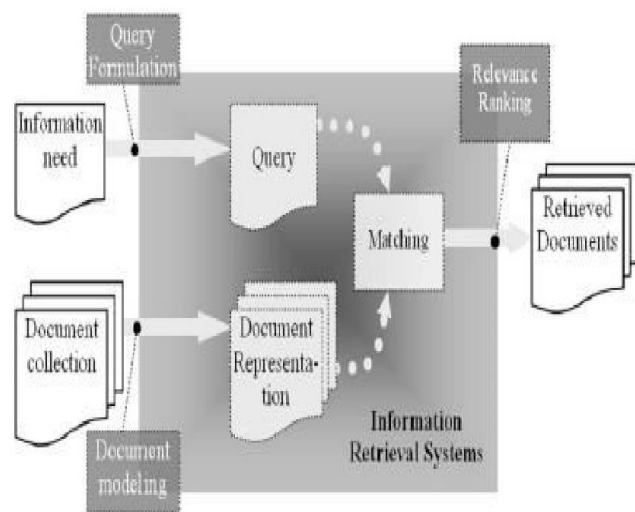 Query
Formulation
Relevance
Ranking
Information
need
Query
Matching
Retrieved
Documents
Document
collection
Document
Representa-
tion
Information
Retrieval Systems
Document
modeling